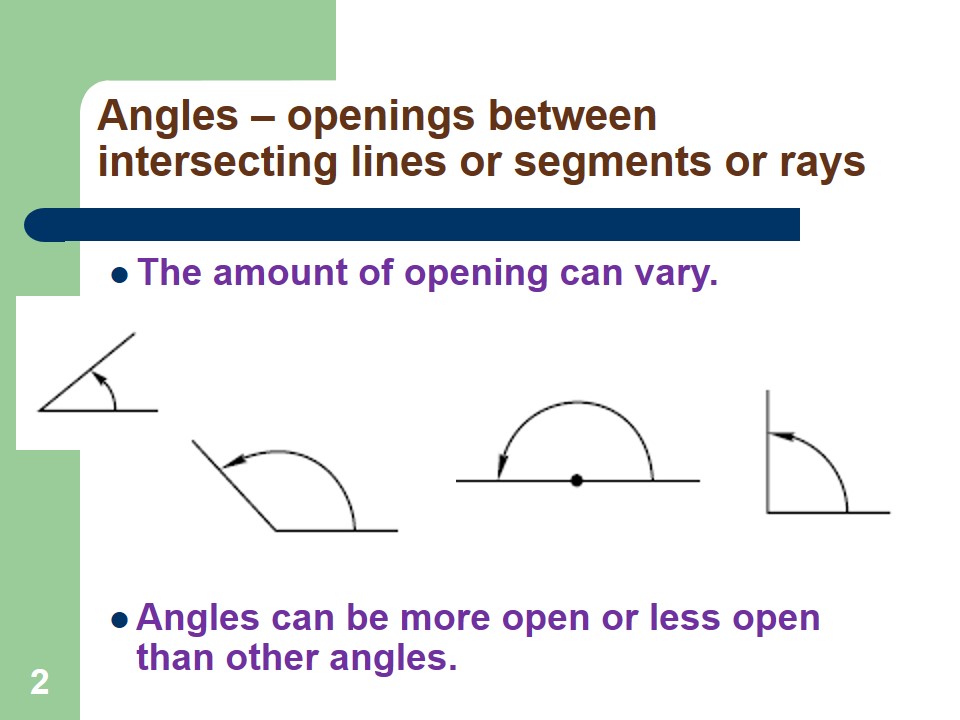 Angles – openings between
intersecting lines or segments or rays
The amount of opening can vary.
Angles can be more open or less open
than other angles.
2